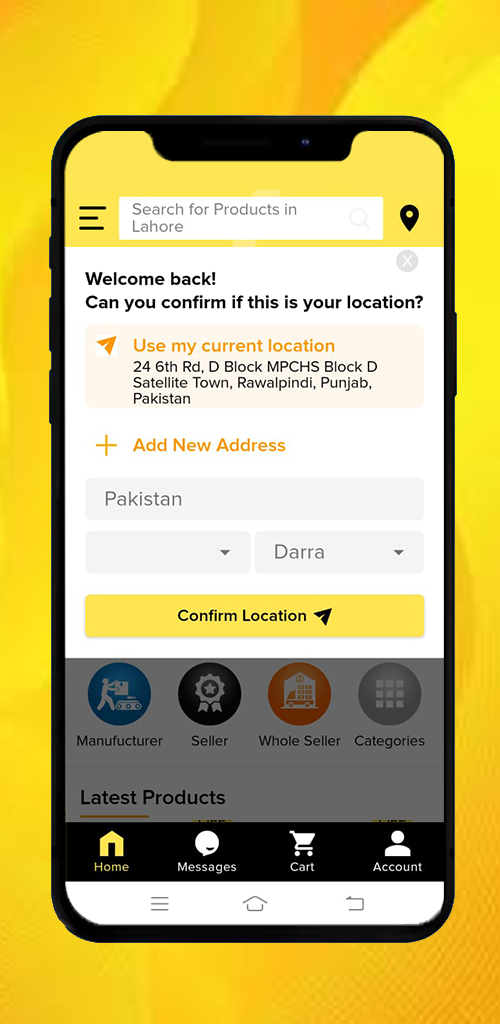 Search for Products in
Lahore
X
Welcome back!
Can you confirm if this is your location?
Use my current location
24 6th Rd, D Block MPCHS Block D
Satellite Town, Rawalpindi, Punjab,
Pakistan
Add New Address
Pakistan
Darra
Confirm Location
Manufucturer Seller Whole Seller Categories
Latest Products
Home Messages Cart Account